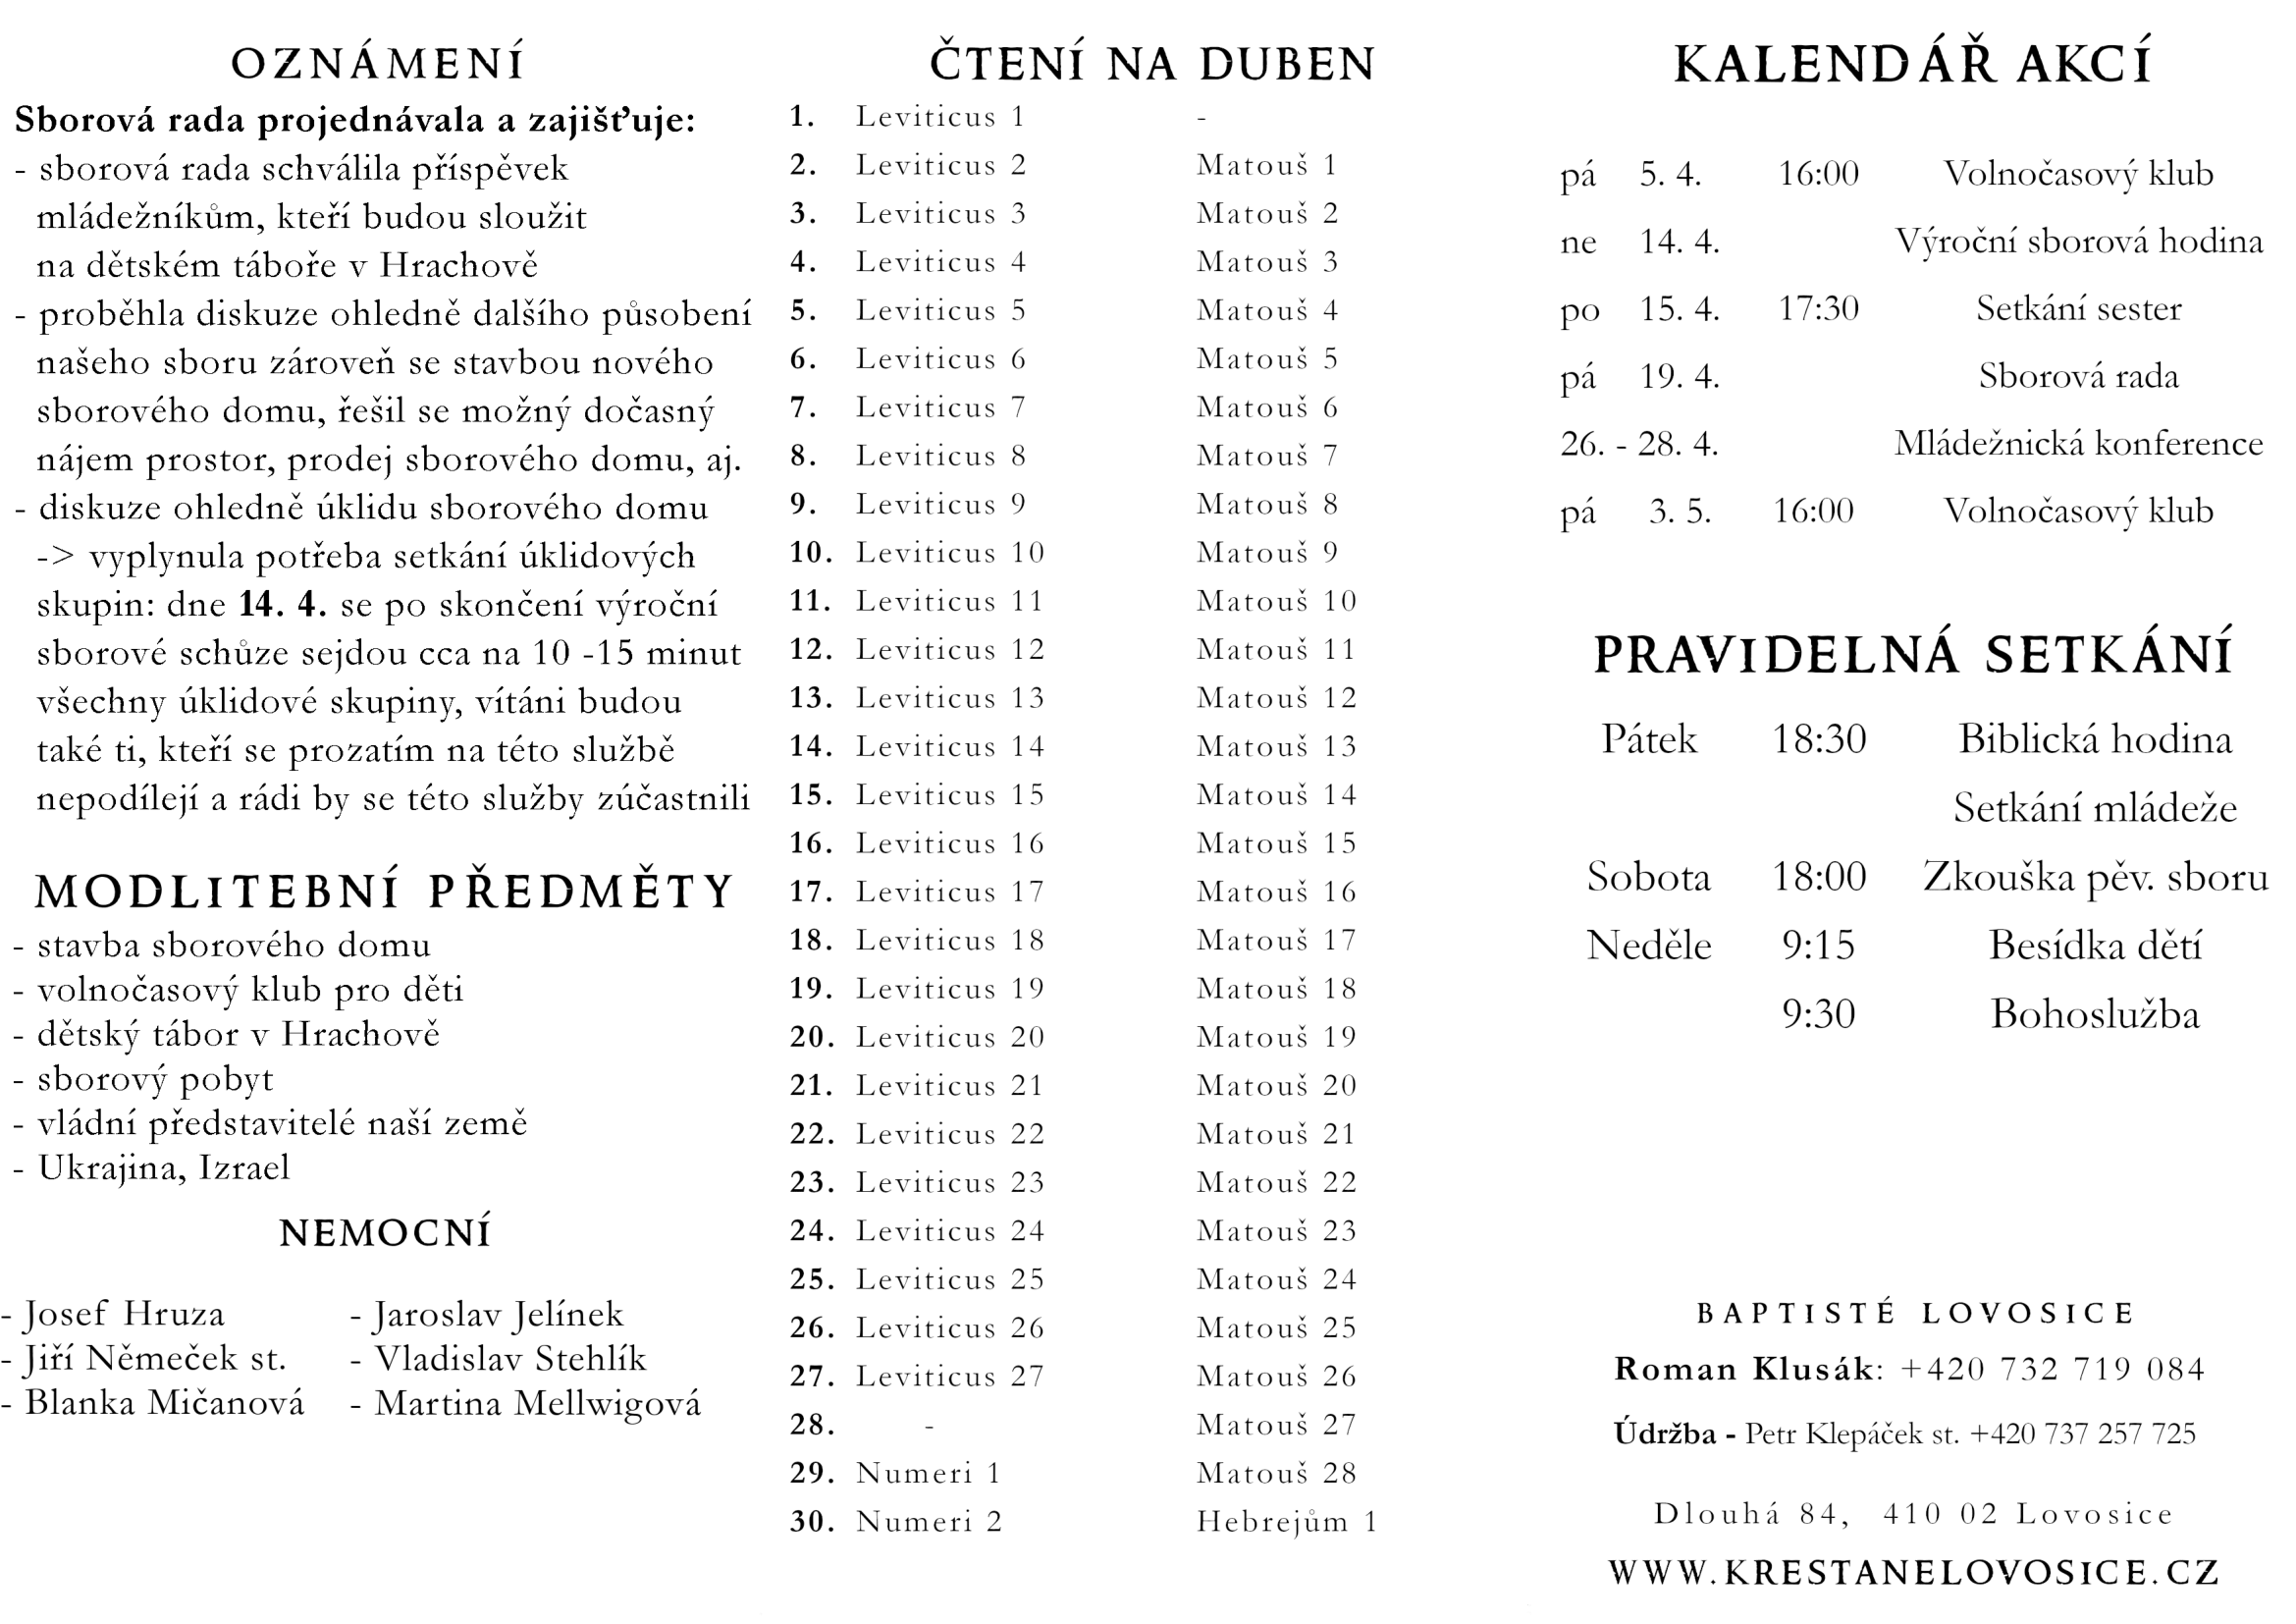 OZNÁMENÍ
Sborová rada projednávala a zajišťuje:
- sborová rada schválila příspěvek
mládežníkům, kteří budou sloužit
na dětském táboře v Hrachově
- proběhla diskuze ohledně dalšího působení
našeho sboru zároveň se stavbou nového
sborového domu, řešil se možný dočasný
nájem prostor, prodej sborového domu, aj.
- diskuze ohledně úklidu sborového domu
-> vyplynula potřeba setkání úklidových
skupin: dne 14. 4. se po skončení výroční
sborové schůze sejdou cca na 10 -15 minut
všechny úklidové skupiny, vítáni budou
také ti, kteří se prozatím na této službě
nepodílejí a rádi by se této služby zúčastnili
MODLITEBNÍ PŘEDMĚTY
- stavba sborového domu
- volnočasový klub pro děti
- dětský tábor v Hrachově
- sborový pobyt
- vládní představitelé naší země
- Ukrajina, Izrael
NEMOCNÍ
- Josef Hruza - Jaroslav Jelínek
- Jiří Němeček st. - Vladislav Stehlík
- Blanka Mičanová - Martina Mellwigová
ČTENÍ NA DUBEN
1. Leviticus 1 -
2. Leviticus 2 Matouš 1
3. Leviticus 3 Matouš 2
4. Leviticus 4 Matouš 3
5. Leviticus 5 Matouš 4
6. Leviticus 6 Matouš 5
7. Leviticus 7 Matouš 6
8. Leviticus 8 Matouš 7
9. Leviticus 9 Matouš 8
10. Leviticus 10 Matouš 9
11. Leviticus 11 Matouš 10
12. Leviticus 12 Matouš 11
13. Leviticus 13 Matouš 12
14. Leviticus 14 Matouš 13
15. Leviticus 15 Matouš 14
16. Leviticus 16 Matouš 15
17. Leviticus 17 Matouš 16
18. Leviticus 18 Matouš 17
19. Leviticus 19 Matouš 18
20. Leviticus 20 Matouš 19
21. Leviticus 21 Matouš 20
22. Leviticus 22 Matouš 21
23. Leviticus 23 Matouš 22
24. Leviticus 24 Matouš 23
25. Leviticus 25 Matouš 24
26. Leviticus 26 Matouš 25
27. Leviticus 27 Matouš 26
28. - Matouš 27
29. Numeri 1 Matouš 28
30. Numeri 2 Hebrejům 1
KALENDÁŘ AKCÍ
pá 5. 4. 16:00 Volnočasový klub
ne 14. 4. Výroční sborová hodina
po 15. 4. 17:30 Setkání sester
pá 19. 4. Sborová rada
26. - 28. 4. Mládežnická konference
pá 3. 5. 16:00 Volnočasový klub
PRAVIDELNÁ SETKÁNÍ
Pátek 18:30 Biblická hodina
Setkání mládeže
Sobota 18:00 Zkouška pěv. sboru
Neděle 9:15 Besídka dětí
9:30 Bohoslužba
BAPTISTÉ LOVOSICE
Roman Klusák: +420 732 719 084
Údržba - Petr Klepáček st. +420 737 257 725
Dlouhá 84, 410 02 Lovosice
WWW.KRESTANELOVOSICE.CZ